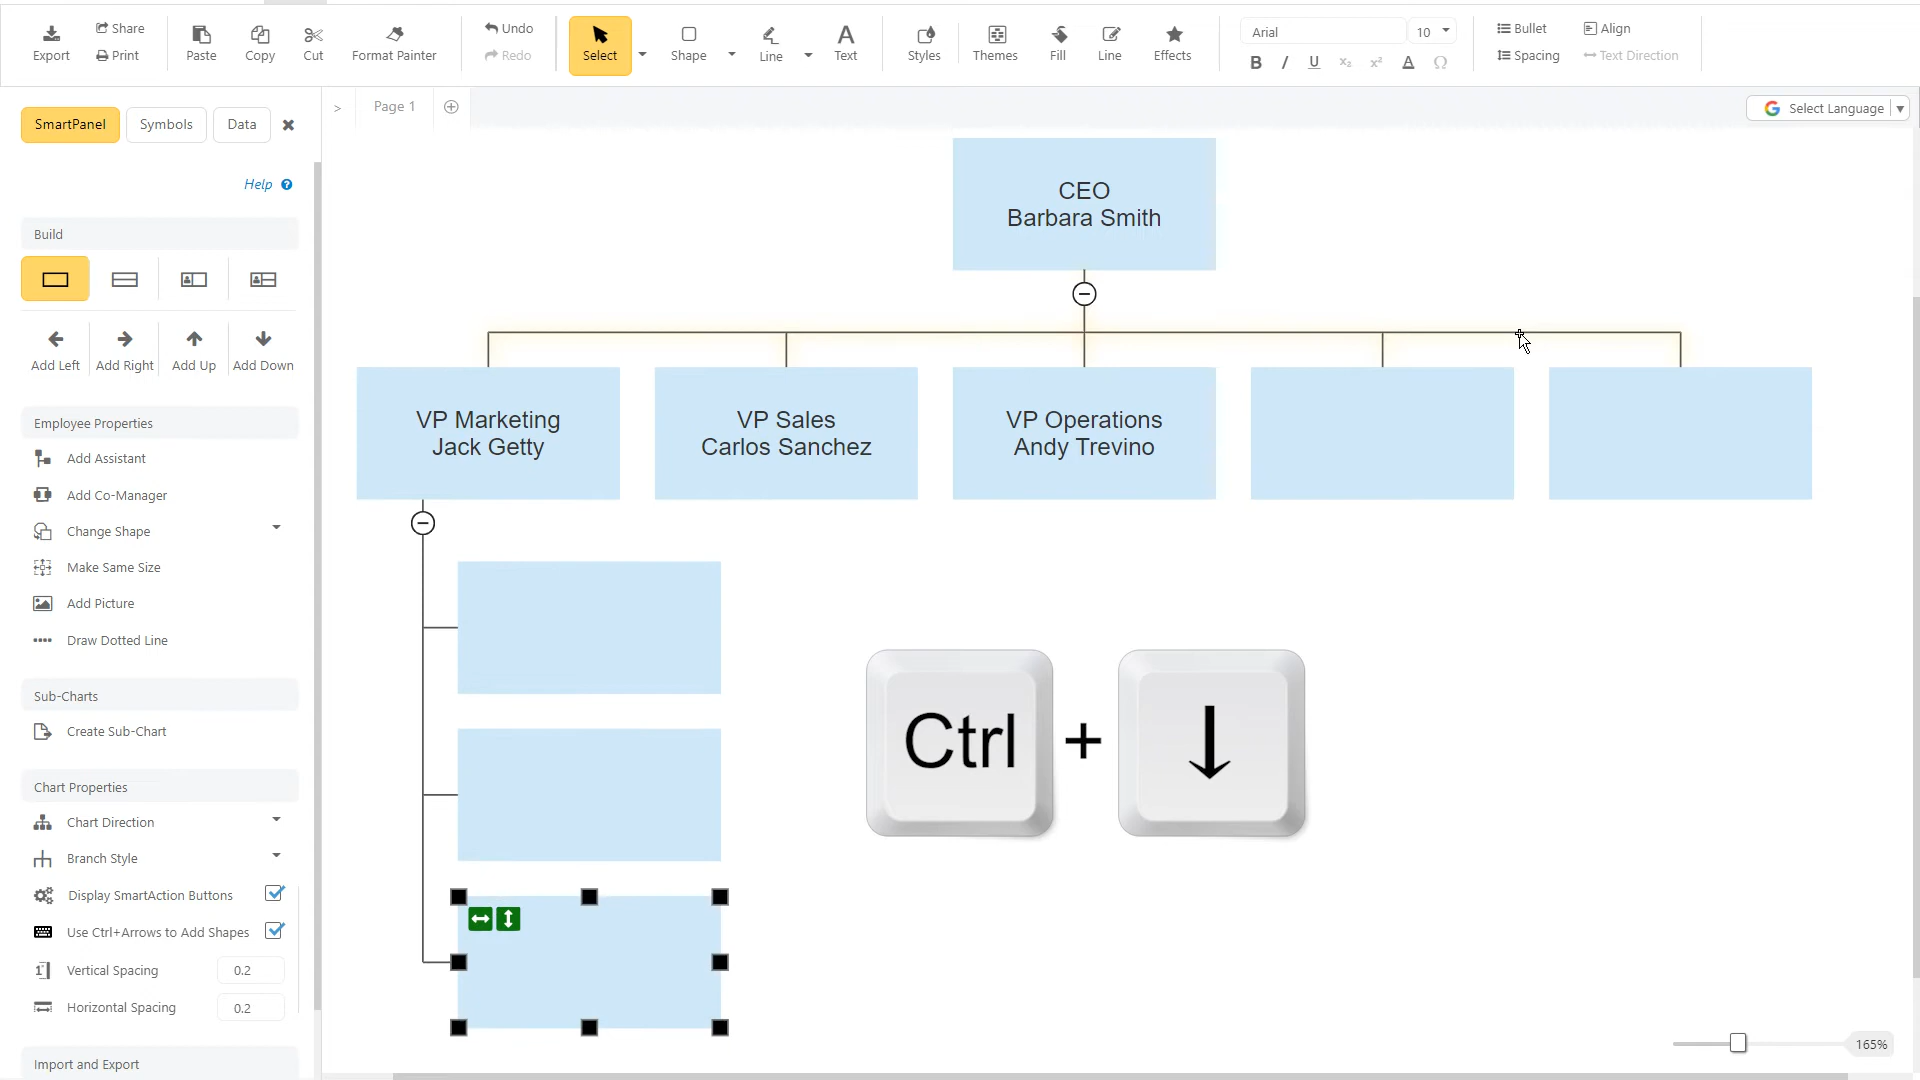 Export
Share
Print
Paste
Copy
Cut
Format Painter
Undo
Redo
Select
Shape
Line
Text
Styles
Themes
Fill
Line
Effects
Arial
10
B I U x₂ x² A Ω
Bullet
Align
Spacing
Text Direction
SmartPanel
Symbols
Data
> Page 1
Select Language
Help
Build
Add Left
Add Right
Add Up
Add Down
Employee Properties
Add Assistant
Add Co-Manager
Change Shape
Make Same Size
Add Picture
Draw Dotted Line
Sub-Charts
Create Sub-Chart
Chart Properties
Chart Direction
Branch Style
Display SmartAction Buttons
Use Ctrl+Arrows to Add Shapes
Vertical Spacing 0.2
Horizontal Spacing 0.2
Import and Export
CEO
Barbara Smith
VP Marketing
Jack Getty
VP Sales
Carlos Sanchez
VP Operations
Andy Trevino
Ctrl + ↓
165%